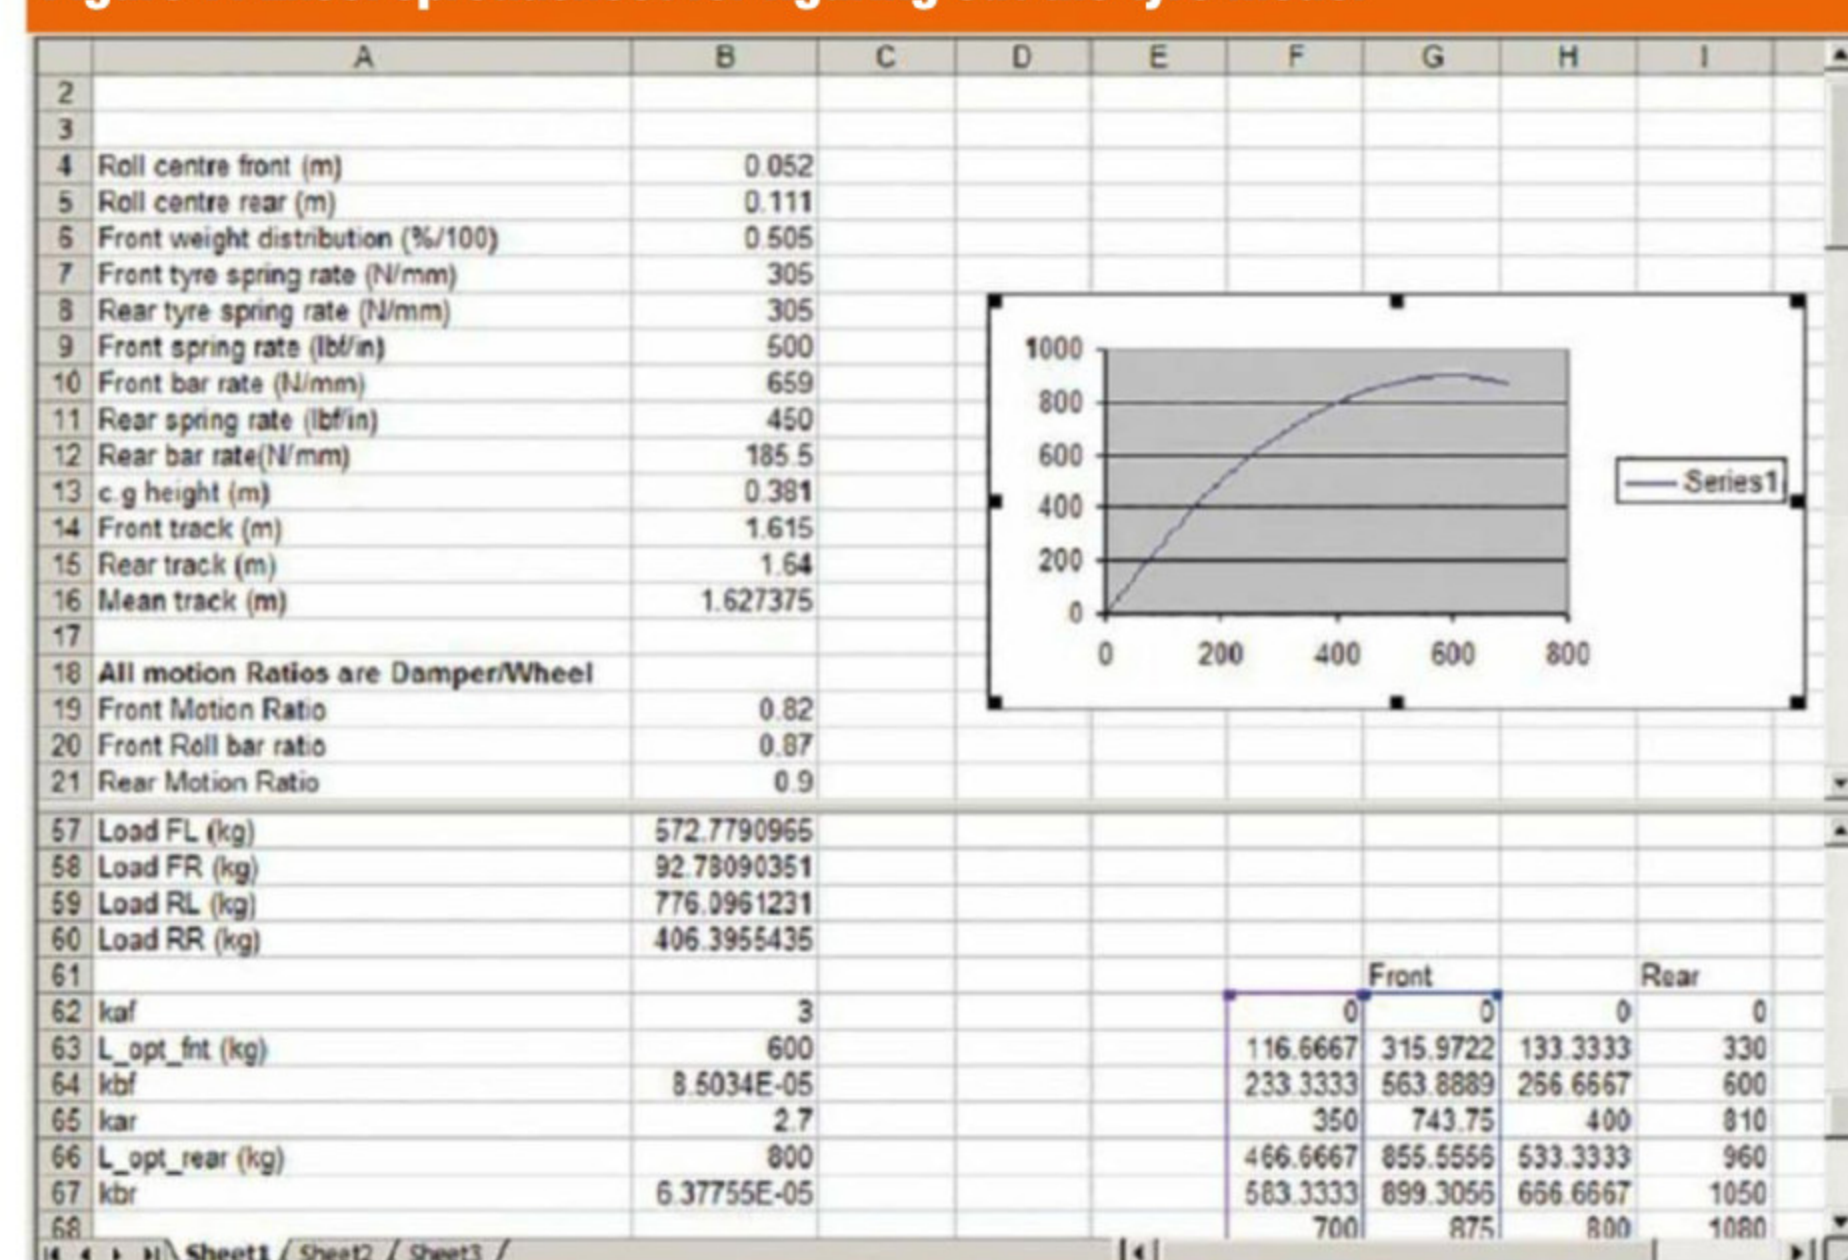 A B C D E F G H I
2
3
4 Roll centre front (m) 0.052
5 Roll centre rear (m) 0.111
6 Front weight distribution (%/100) 0.505
7 Front tyre spring rate (N/mm) 305
8 Rear tyre spring rate (N/mm) 305
9 Front spring rate (lbf/in) 500
10 Front bar rate (N/mm) 659
11 Rear spring rate (lbf/in) 450
12 Rear bar rate(N/mm) 185.5
13 c.g height (m) 0.381
14 Front track (m) 1.615
15 Rear track (m) 1.64
16 Mean track (m) 1.627375
17
18 All motion Ratios are Damper/Wheel
19 Front Motion Ratio 0.82
20 Front Roll bar ratio 0.87
21 Rear Motion Ratio 0.9
1000
800
600
400
200
0
0 200 400 600 800
Series1
57 Load FL (kg) 572.7790965
58 Load FR (kg) 92.78090351
59 Load RL (kg) 776.0961231
60 Load RR (kg) 406.3955435
61 Front Rear
62 kaf 3 0 0 0 0
63 L_opt_fnt (kg) 600 116.6667 315.9722 133.3333 330
64 kbf 8.5034E-05 233.3333 563.8889 266.6667 600
65 kar 2.7 350 743.75 400 810
66 L_opt_rear (kg) 800 466.6667 855.5556 533.3333 960
67 kbr 6.37755E-05 583.3333 899.3056 666.6667 1050
68 700 875 800 1080
Sheet1 Sheet2 Sheet3